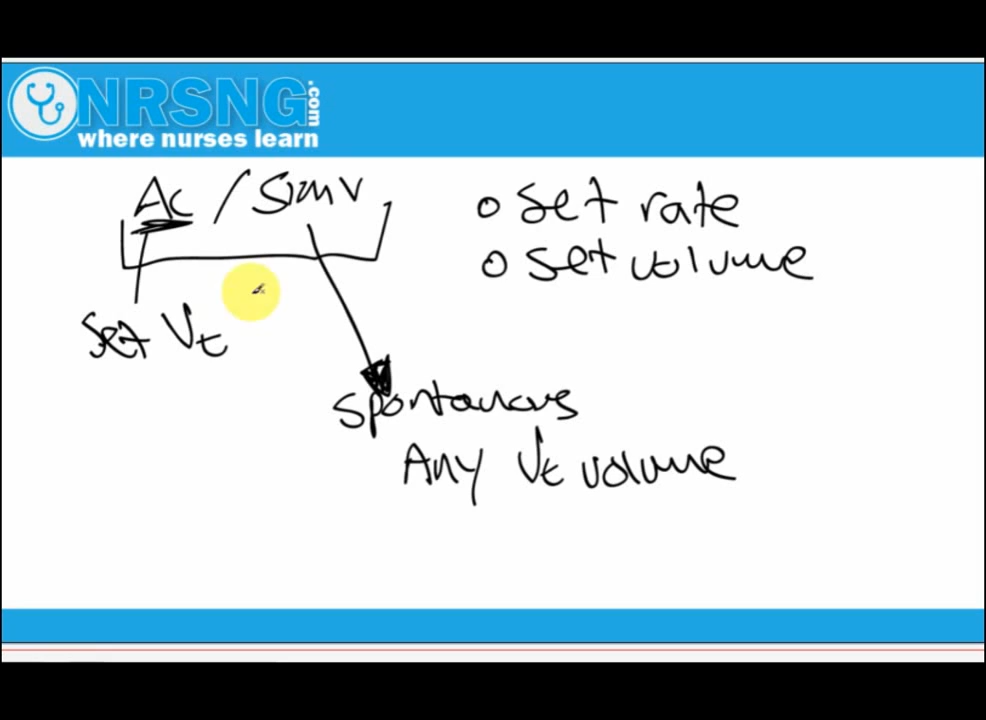 NRSNG.com
where nurses learn
AC / SIMV
o Set rate
o Set volume
Set Vt
Spontaneous
Any Vt volume